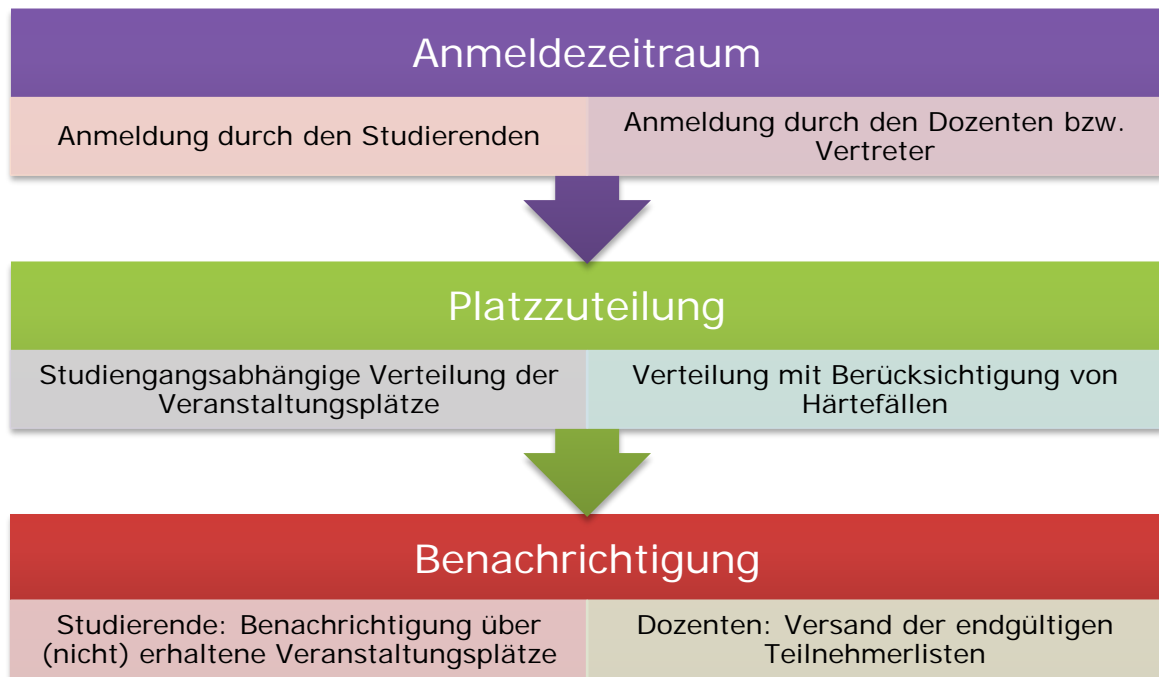 Anmeldezeitraum
Anmeldung durch den Studierenden
Anmeldung durch den Dozenten bzw.
Vertreter
Platzzuteilung
Studiengangsabhängige Verteilung der
Veranstaltungsplätze
Verteilung mit Berücksichtigung von
Härtefällen
Benachrichtigung
Studierende: Benachrichtigung über
(nicht) erhaltene Veranstaltungsplätze
Dozenten: Versand der endgültigen
Teilnehmerlisten